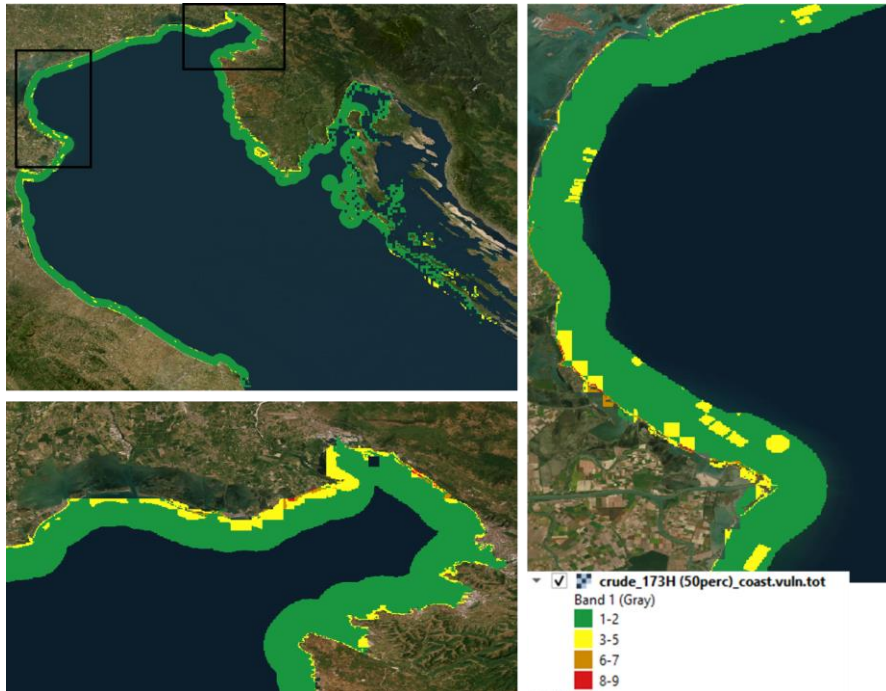 crude_173H (50perc)_coast.vuln.tot
Band 1 (Gray)
1-2
3-5
6-7
8-9